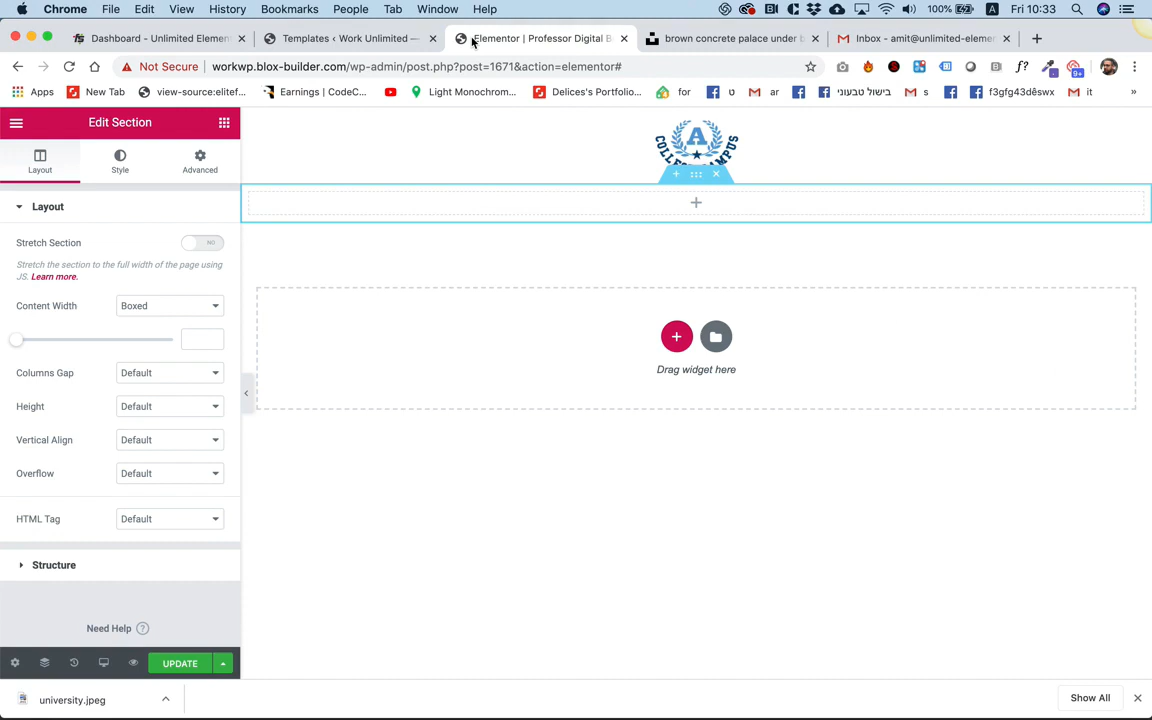 Chrome File Edit View History Bookmarks People Tab Window Help 100% A Fri 10:33
Dashboard - Unlimited Elemen Templates ‹ Work Unlimited — Elementor | Professor Digital B brown concrete palace under b Inbox - amit@unlimited-elemen
Not Secure workwp.blox-builder.com/wp-admin/post.php?post=1671&action=elementor# f? 9+
Apps New Tab view-source:elitef... Earnings | CodeC... Light Monochrom... Delices's Portfolio... for ט ar בישול טבעוני s f3gfg43dêswx it »
Edit Section
Layout Style Advanced
A
COLLEGE CAMPUS
Layout
Stretch Section NO
Stretch the section to the full width of the page using
JS. Learn more.
Content Width Boxed
Columns Gap Default
Height Default
Vertical Align Default
Overflow Default
HTML Tag Default
Structure
Drag widget here
Need Help ?
UPDATE
university.jpeg Show All